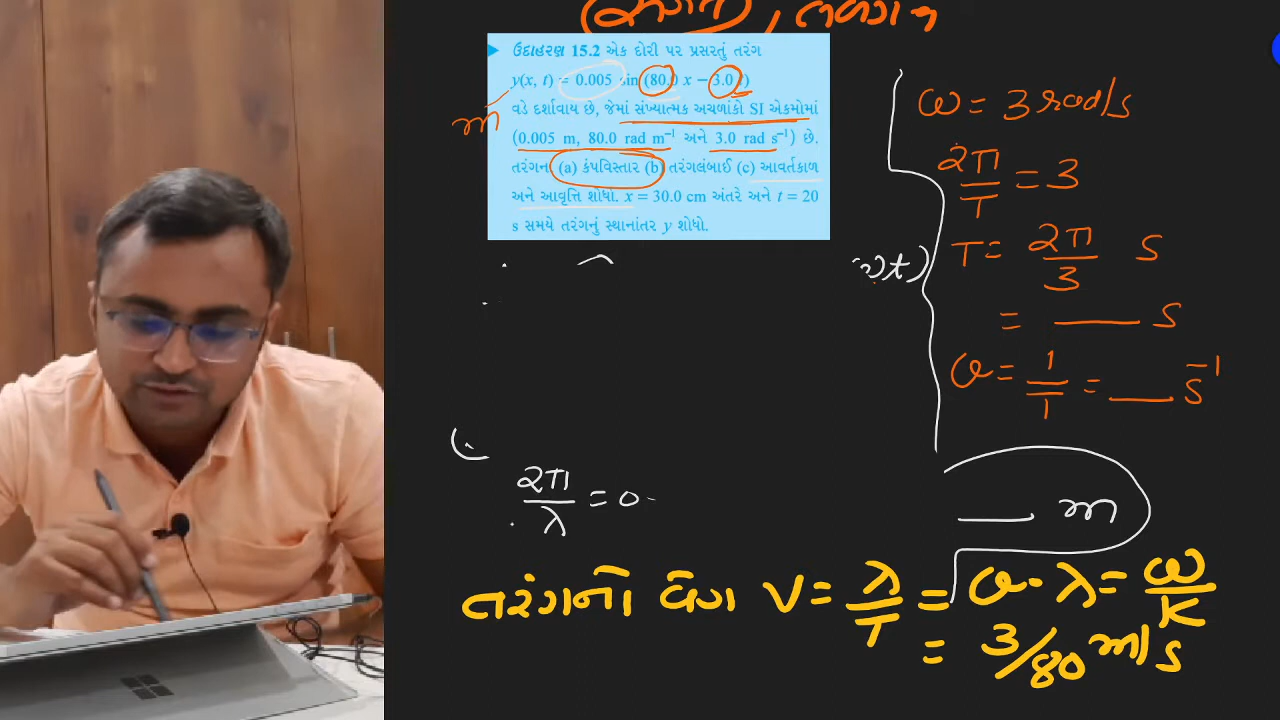 ઉદાહરણ 15.2 એક દોરી પર પ્રસરતું તરંગ
y(x, t) = 0.005 sin (80.0 x − 3.0 t)
વડે દર્શાવાય છે, જેમાં સંખ્યાત્મક અચળાંકો SI એકમોમાં
(0.005 m, 80.0 rad m⁻¹ અને 3.0 rad s⁻¹) છે.
તરંગના (a) કંપવિસ્તાર (b) તરંગલંબાઈ (c) આવર્તકાળ
અને આવૃત્તિ શોધો. x = 30.0 cm અંતરે અને t = 20
s સમયે તરંગનું સ્થાનાંતર y શોધો.
m
ω = 3 rad/s
2π/T = 3
T = 2π/3 s
= ___ s
υ = 1/T = ___ s⁻¹
t)
2π/λ = 0
___ m
તરંગનો વેગ v = λ/T = υ·λ = ω/k
= 3/80 m/s